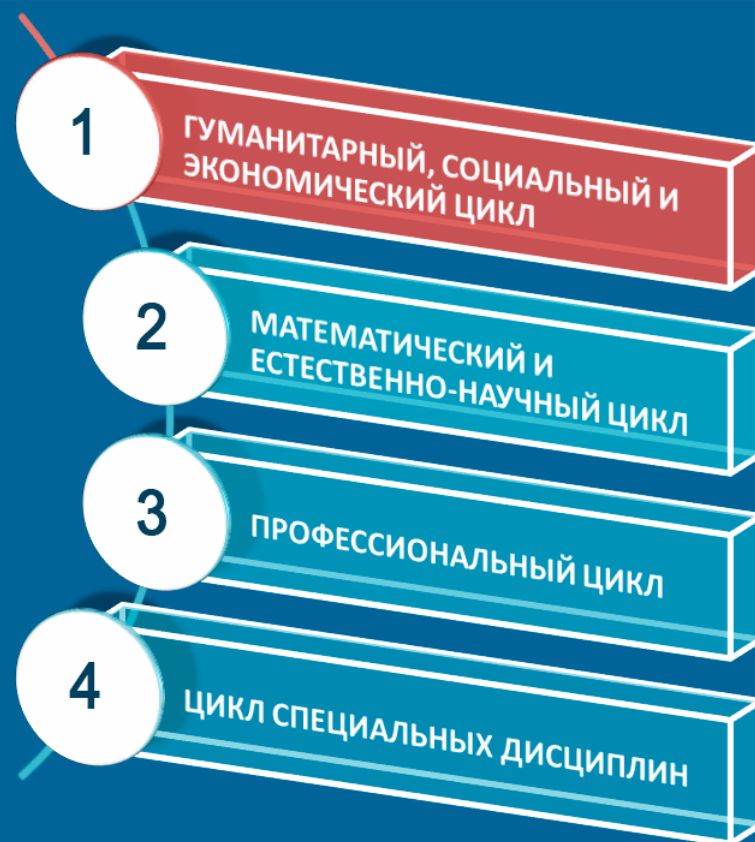 1
ГУМАНИТАРНЫЙ, СОЦИАЛЬНЫЙ И
ЭКОНОМИЧЕСКИЙ ЦИКЛ
2
МАТЕМАТИЧЕСКИЙ И
ЕСТЕСТВЕННО-НАУЧНЫЙ ЦИКЛ
3
ПРОФЕССИОНАЛЬНЫЙ ЦИКЛ
4
ЦИКЛ СПЕЦИАЛЬНЫХ ДИСЦИПЛИН